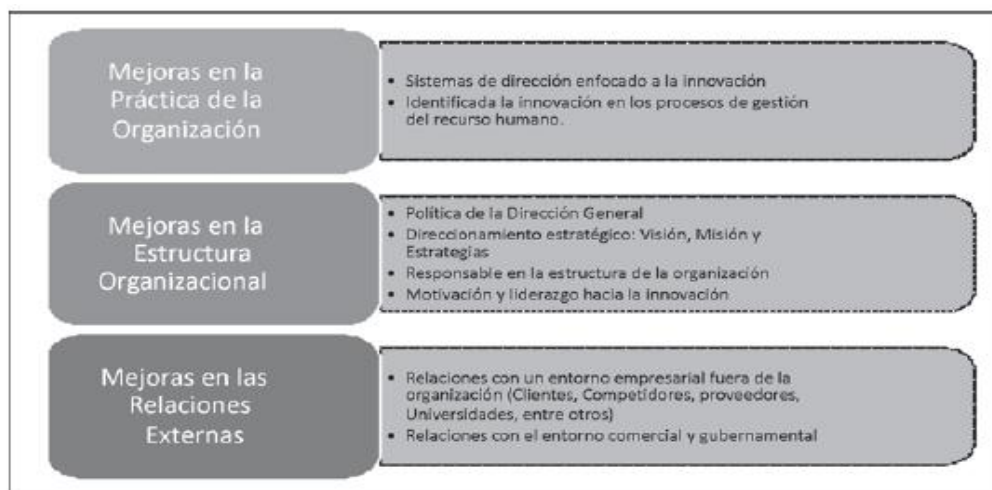 Mejoras en la
Práctica de la
Organización
• Sistemas de dirección enfocado a la innovación
• Identificada la innovación en los procesos de gestión
del recurso humano.
Mejoras en la
Estructura
Organizacional
• Política de la Dirección General
• Direccionamiento estratégico: Visión, Misión y
Estrategias
• Responsable en la estructura de la organización
• Motivación y liderazgo hacia la innovación
Mejoras en las
Relaciones
Externas
• Relaciones con un entorno empresarial fuera de la
organización (Clientes, Competidores, proveedores,
Universidades, entre otros)
• Relaciones con el entorno comercial y gubernamental